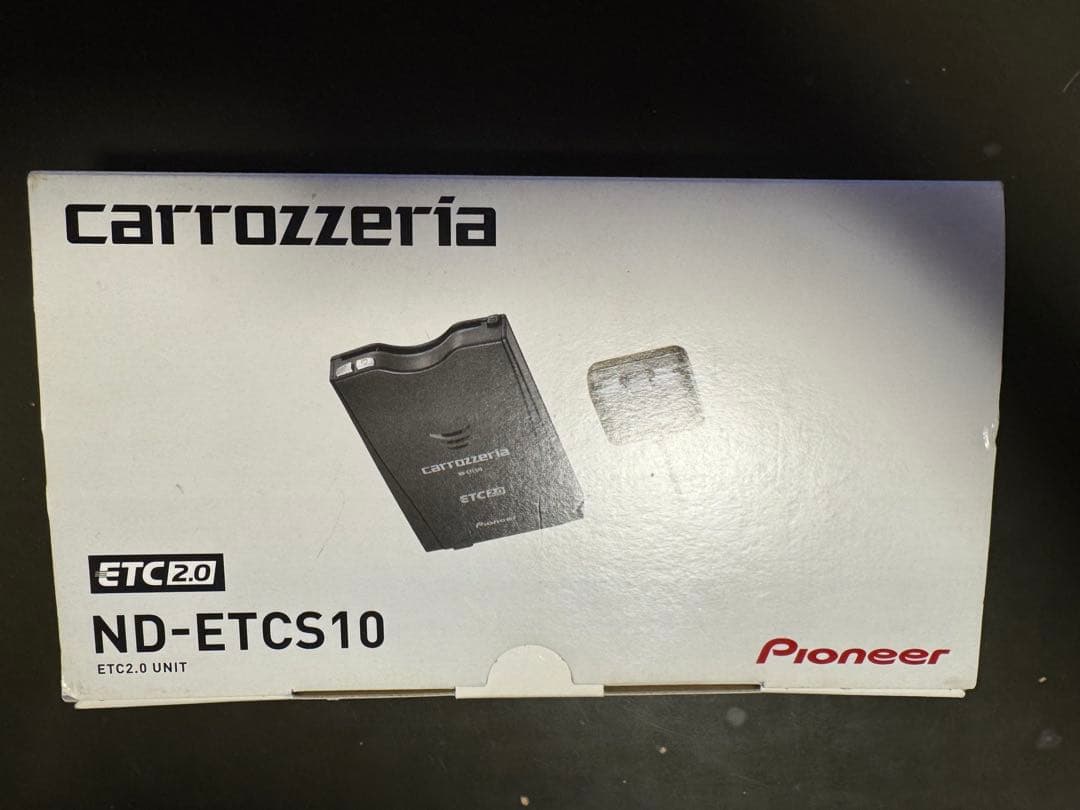 carrozzeria
carrozzeria
ETC2.0
Pioneer
ETC2.0
ND-ETCS10
ETC2.0 UNIT
Pioneer